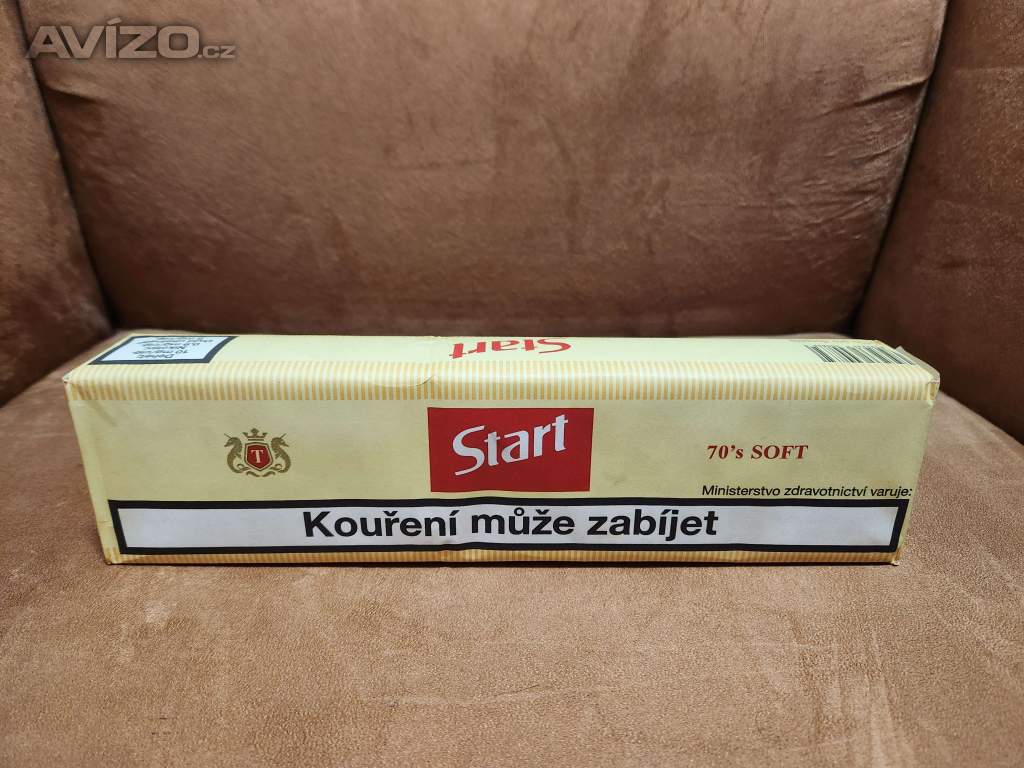 AVÍZO.cz
Start
T
Start
70's SOFT
Ministerstvo zdravotnictví varuje:
Kouření může zabíjet